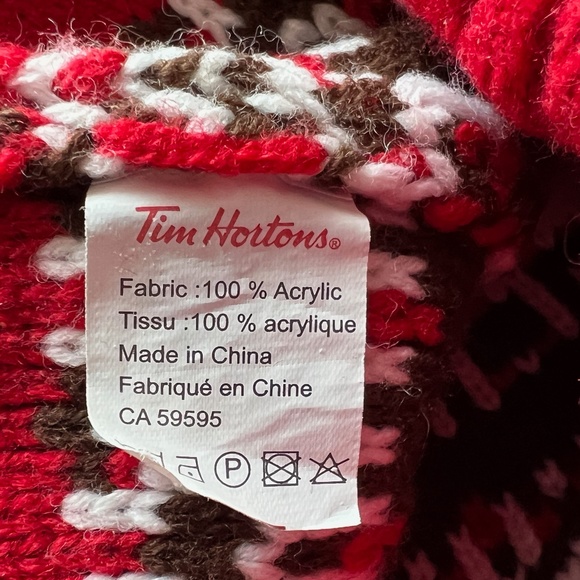 Tim Hortons®
Fabric :100 % Acrylic
Tissu :100 % acrylique
Made in China
Fabriqué en Chine
CA 59595
P